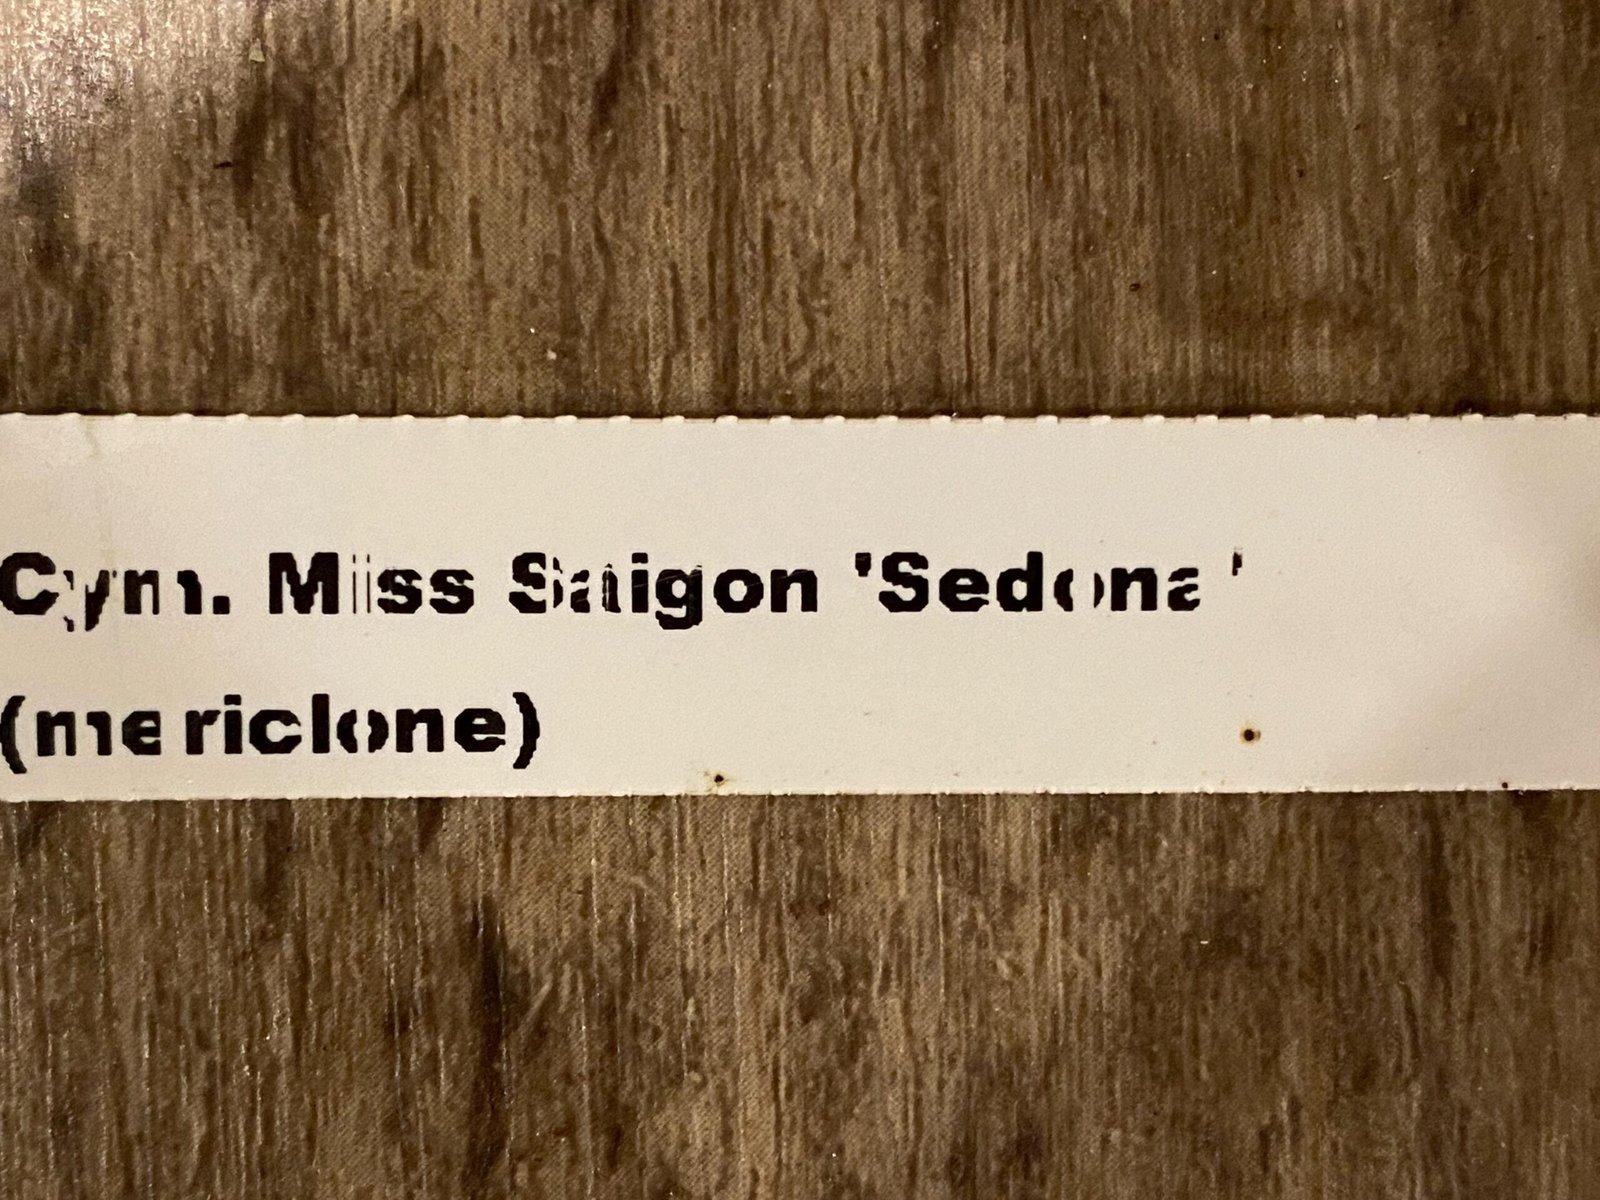 Cym. Miss Saigon 'Sedona'
(mericlone)